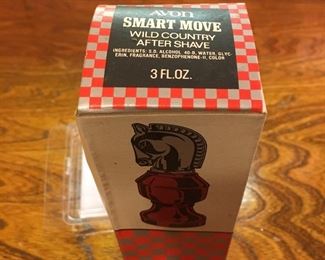 AVON
SMART MOVE
WILD COUNTRY
AFTER SHAVE
INGREDIENTS: S.D. ALCOHOL 40-B, WATER, GLYC-
ERIN, FRAGRANCE, BENZOPHENONE-11, COLOR
3 FL.OZ.